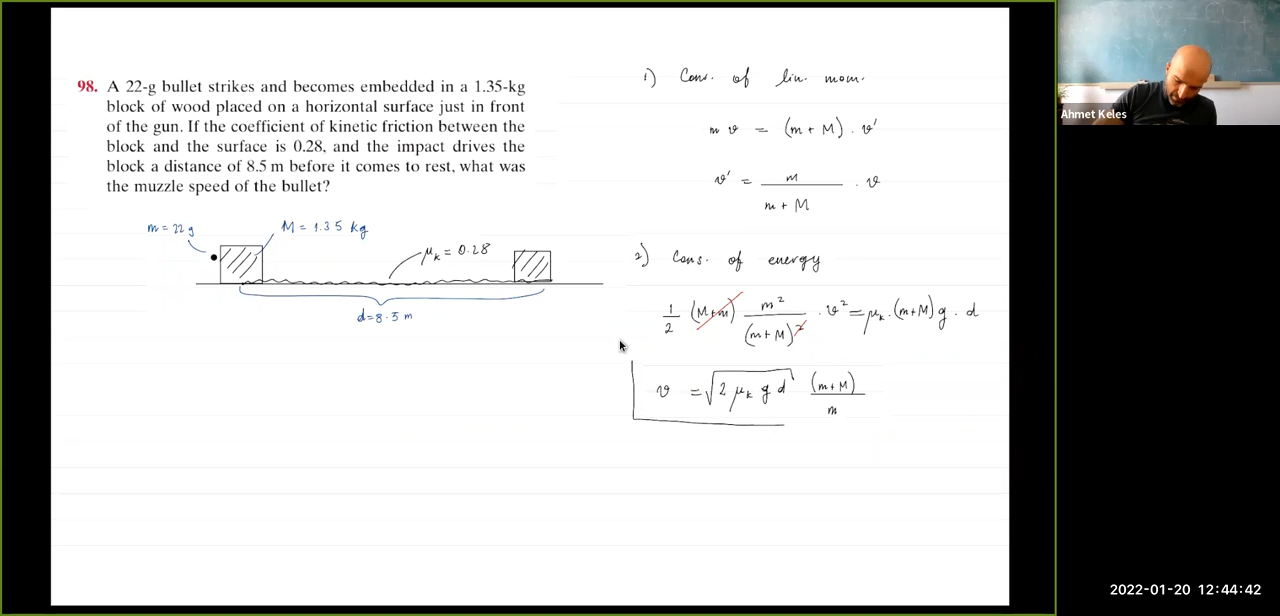 98. A 22-g bullet strikes and becomes embedded in a 1.35-kg
block of wood placed on a horizontal surface just in front
of the gun. If the coefficient of kinetic friction between the
block and the surface is 0.28, and the impact drives the
block a distance of 8.5 m before it comes to rest, what was
the muzzle speed of the bullet?
m = 22 g
M = 1.35 kg
μk = 0.28
d=8.5 m
1) Cons. of lin. mom.
m v = (m + M) . v'
v' = m / (m + M) . v
2) Cons. of energy
1/2 (M+m) m² / (m+M)² . v² = μk . (m+M) g . d
v = √(2 μk g d) (m+M) / m
Ahmet Keles
2022-01-20 12:44:42